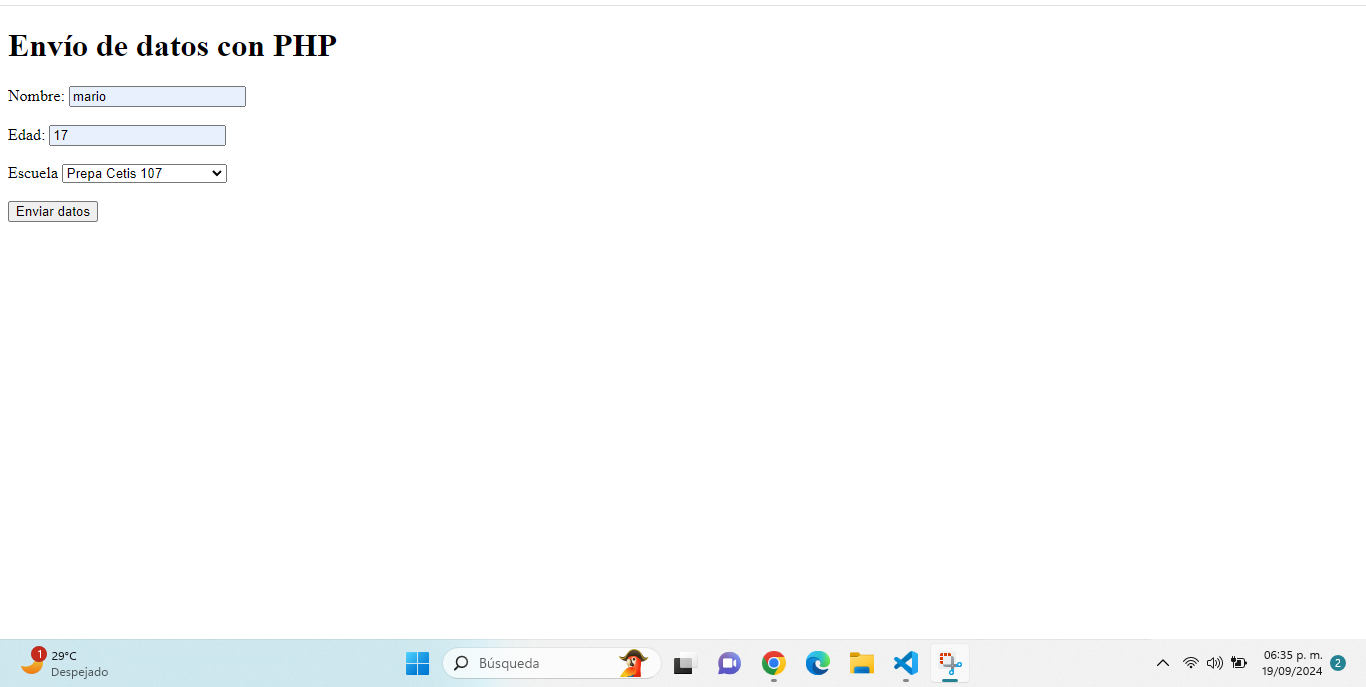 Envío de datos con PHP
Nombre: mario
Edad: 17
Escuela Prepa Cetis 107
Enviar datos
1
29°C
Despejado
Búsqueda
06:35 p. m.
19/09/2024
2